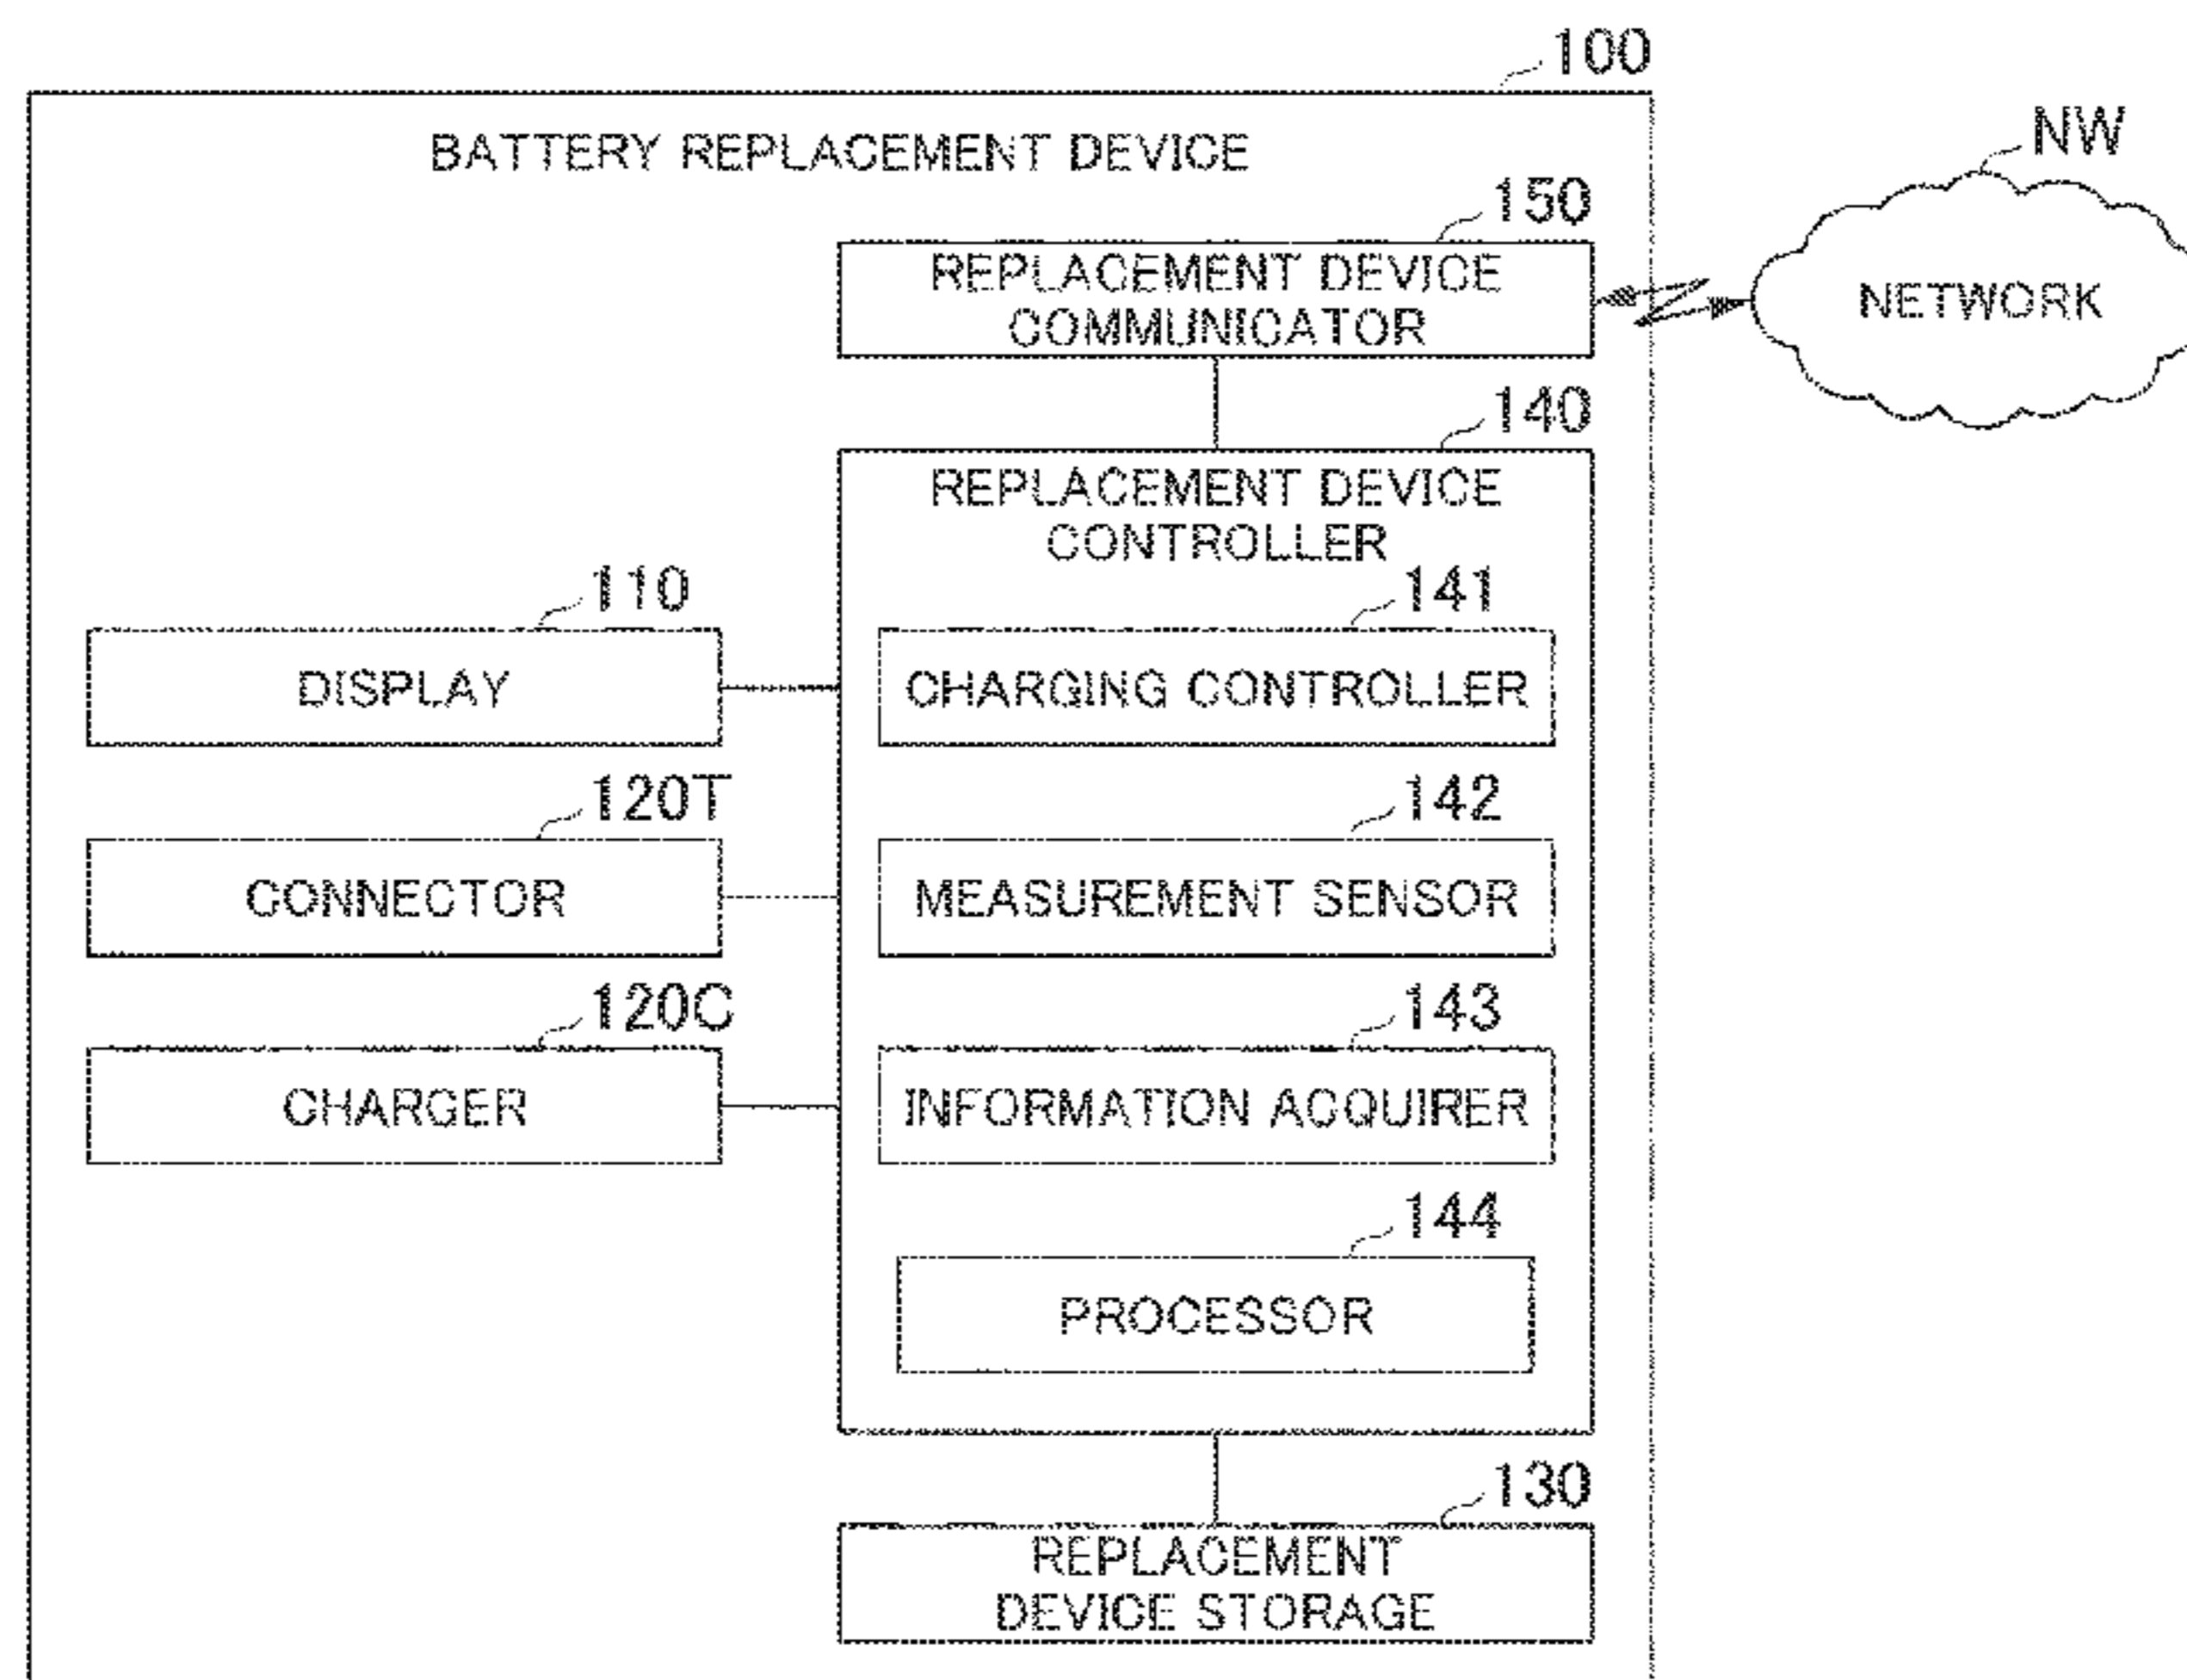 100
BATTERY REPLACEMENT DEVICE
NW
150
REPLACEMENT DEVICE
COMMUNICATOR
NETWORK
140
REPLACEMENT DEVICE
CONTROLLER
110
DISPLAY
141
CHARGING CONTROLLER
120T
CONNECTOR
142
MEASUREMENT SENSOR
120C
CHARGER
143
INFORMATION ACQUIRER
144
PROCESSOR
130
REPLACEMENT
DEVICE STORAGE